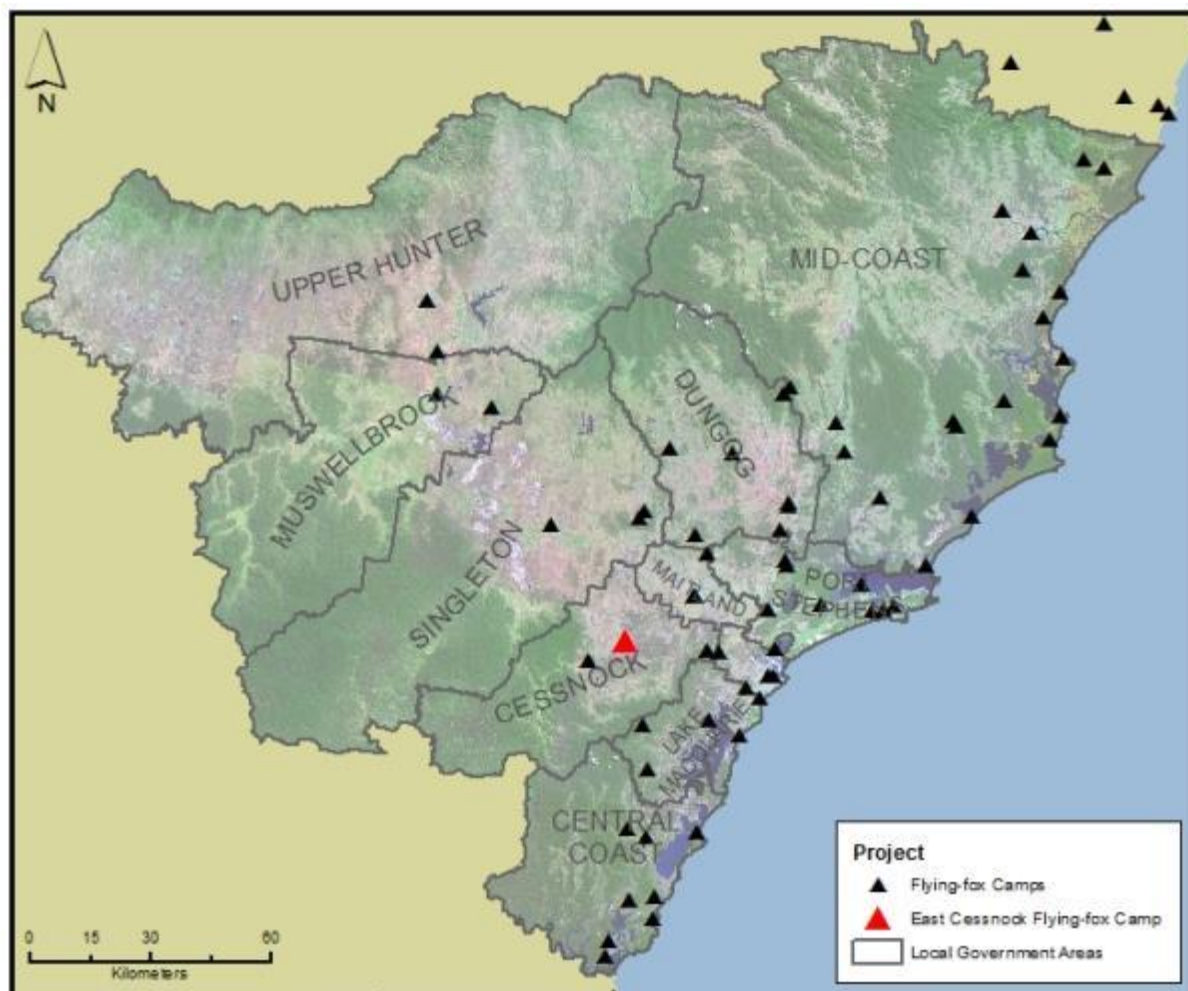 N
UPPER HUNTER
MID-COAST
MUSWELLBROOK
DUNGOG
SINGLETON
MAITLAND
PORT
STEPHENS
CESSNOCK
LAKE
MACQUARIE
CENTRAL
COAST
Project
Flying-fox Camps
East Cessnock Flying-fox Camp
Local Government Areas
0 15 30 60
Kilometers